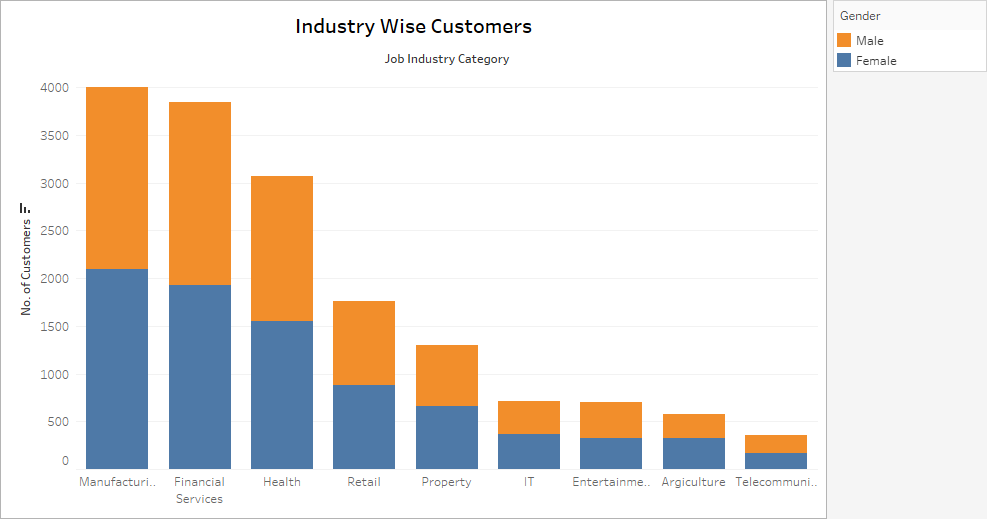 Industry Wise Customers
Job Industry Category
Gender
Male
Female
No. of Customers
4000
3500
3000
2500
2000
1500
1000
500
0
Manufacturi..
Financial
Services
Health
Retail
Property
IT
Entertainme..
Argiculture
Telecommuni..